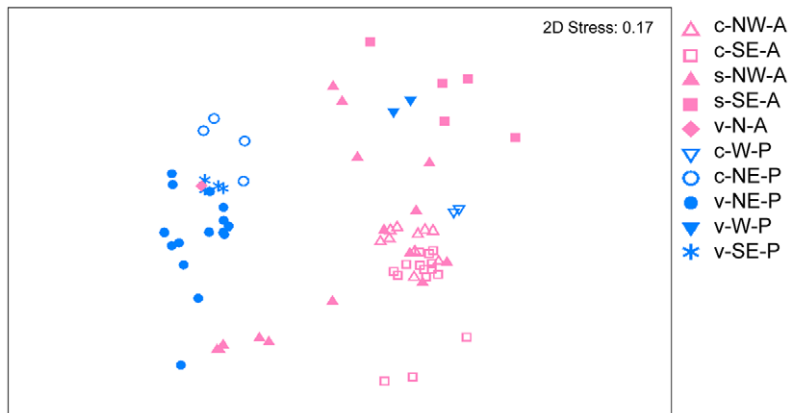 2D Stress: 0.17
c-NW-A
c-SE-A
s-NW-A
s-SE-A
v-N-A
c-W-P
c-NE-P
v-NE-P
v-W-P
v-SE-P